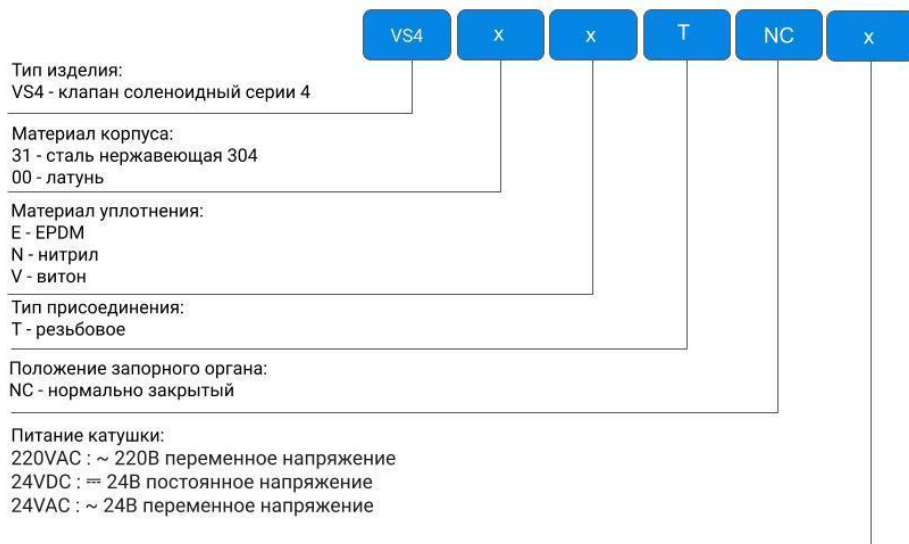 VS4 x x T NC x
Тип изделия:
VS4 - клапан соленоидный серии 4
Материал корпуса:
31 - сталь нержавеющая 304
00 - латунь
Материал уплотнения:
E - EPDM
N - нитрил
V - витон
Тип присоединения:
T - резьбовое
Положение запорного органа:
NC - нормально закрытый
Питание катушки:
220VAC : ~ 220В переменное напряжение
24VDC : ⎓ 24В постоянное напряжение
24VAC : ~ 24В переменное напряжение